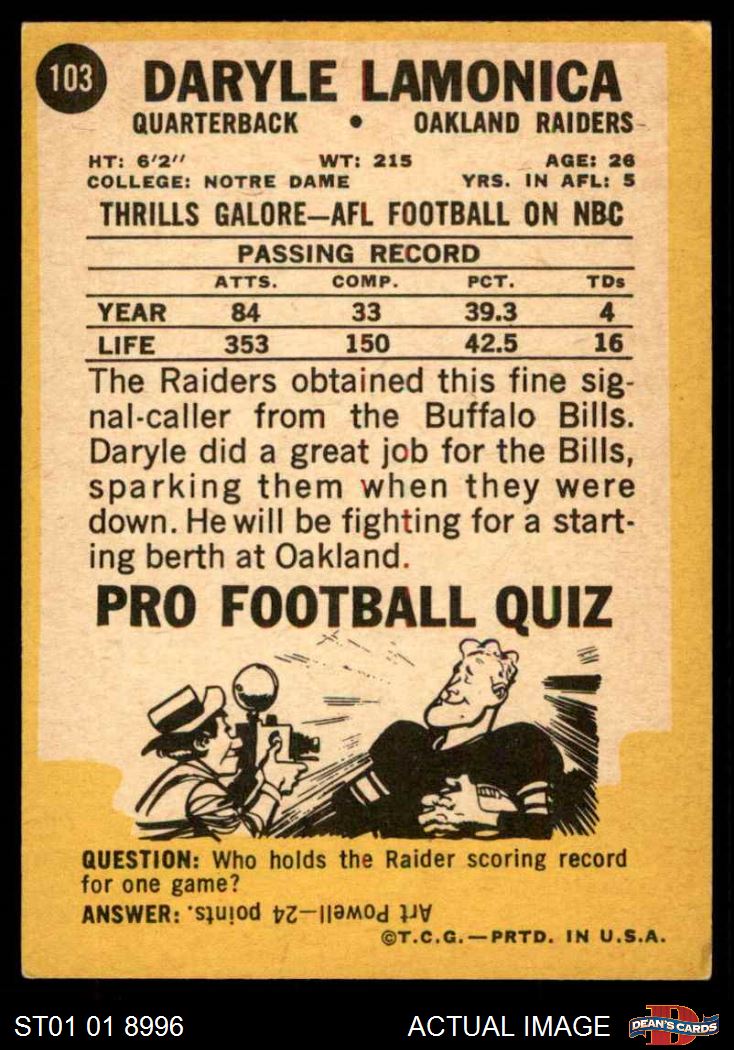 103
DARYLE LAMONICA
QUARTERBACK • OAKLAND RAIDERS
HT: 6'2'' WT: 215 AGE: 26
COLLEGE: NOTRE DAME YRS. IN AFL: 5
THRILLS GALORE—AFL FOOTBALL ON NBC
PASSING RECORD
ATTS. COMP. PCT. TDs
YEAR 84 33 39.3 4
LIFE 353 150 42.5 16
The Raiders obtained this fine sig-
nal-caller from the Buffalo Bills.
Daryle did a great job for the Bills,
sparking them when they were
down. He will be fighting for a start-
ing berth at Oakland.
PRO FOOTBALL QUIZ
QUESTION: Who holds the Raider scoring record
for one game?
ANSWER: Art Powell—24 points.
©T.C.G.—PRTD. IN U.S.A.
ST01 01 8996 ACTUAL IMAGE D DEAN'S CARDS